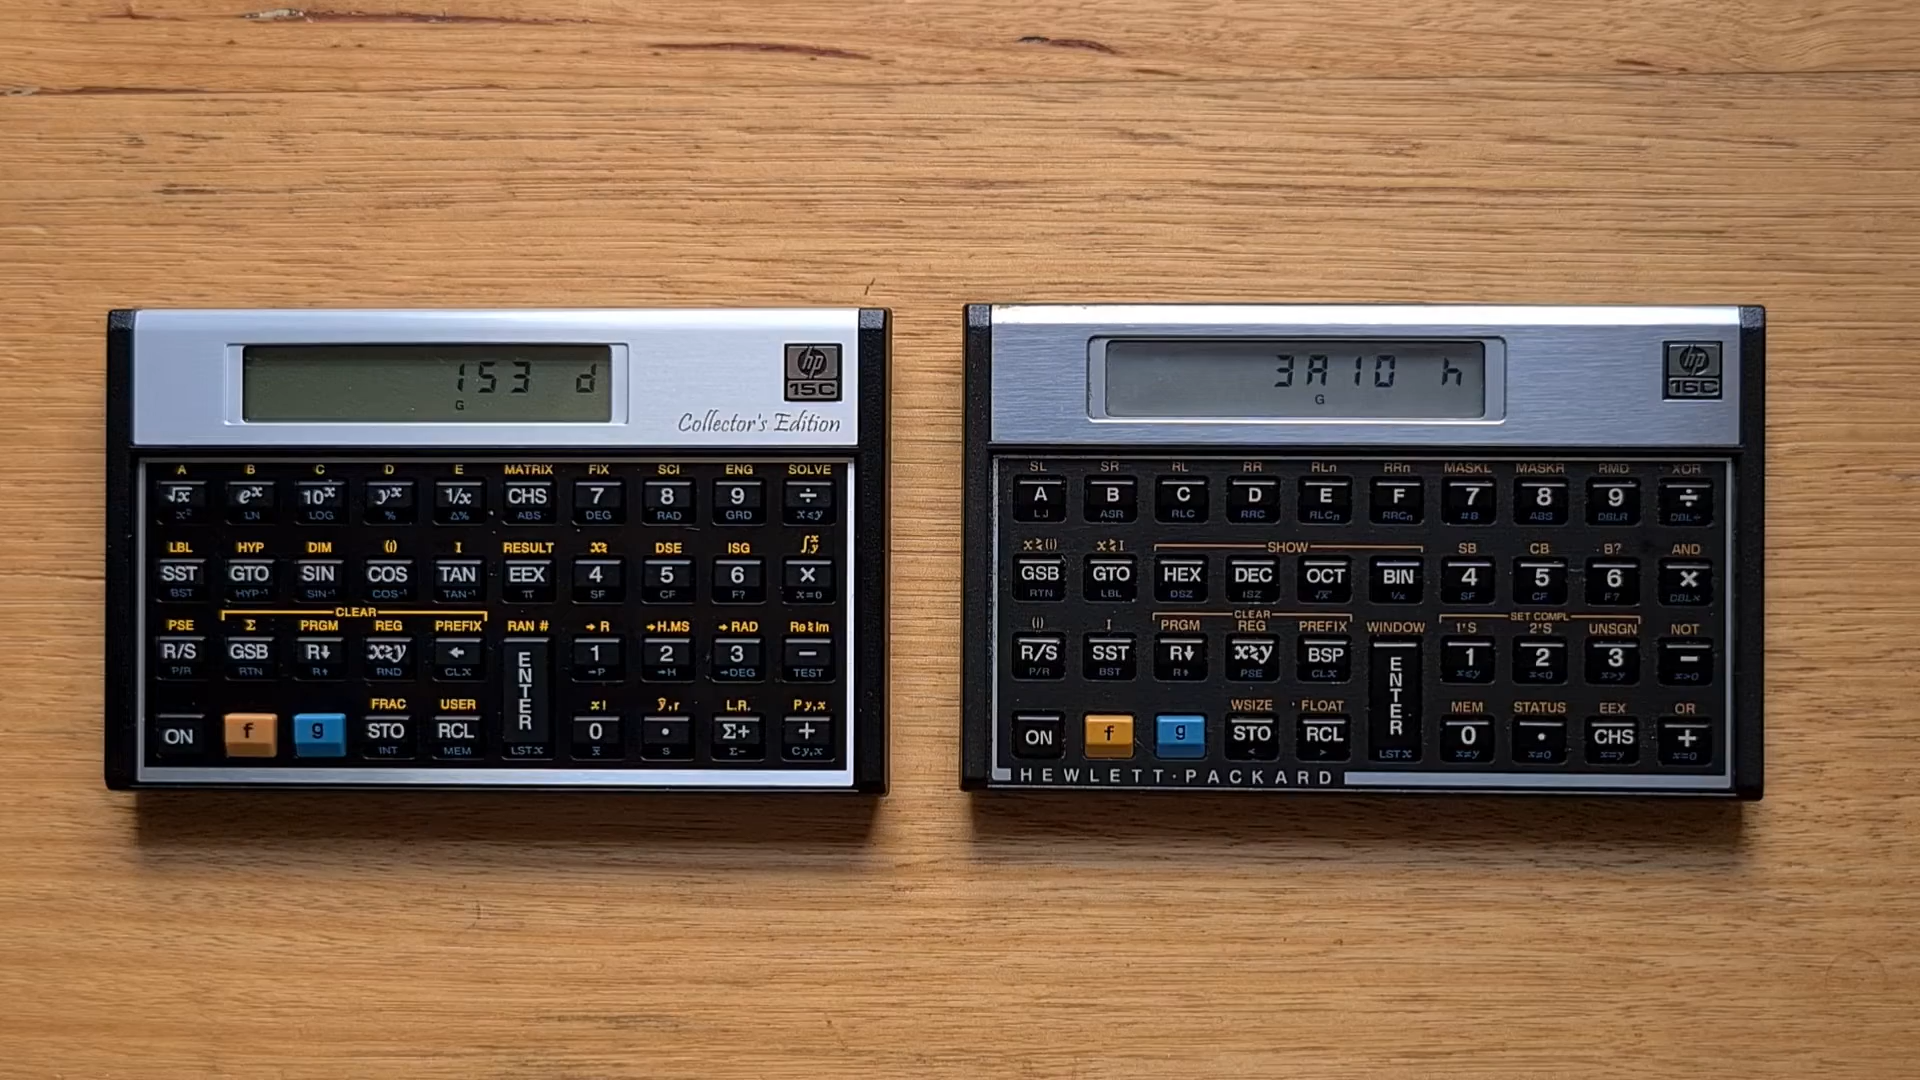 153 d
G
hp
15C
Collector's Edition
A B C D E MATRIX FIX SCI ENG SOLVE
√x eˣ 10ˣ yˣ 1/x CHS 7 8 9 ÷
x² LN LOG % Δ% ABS DEG RAD GRD x≤y
LBL HYP DIM (i) I RESULT x≷ DSE ISG ∫xy
SST GTO SIN COS TAN EEX 4 5 6 ×
BST HYP⁻¹ SIN⁻¹ COS⁻¹ TAN⁻¹ π SF CF F? x=0
CLEAR
PSE Σ PRGM REG PREFIX RAN # →R →H.MS →RAD Re≷Im
R/S GSB R↓ x≷y ← ENTER 1 2 3 −
P/R RTN R↑ RND CLx →P →H →DEG TEST
FRAC USER x! ŷ,r L.R. Py,x
ON f g STO RCL 0 · Σ+ +
INT MEM LSTx x̄ s Σ− Cy,x
3A10 h
G
hp
16C
SL SR RL RR RLn RRn MASKL MASKR RMD XOR
A B C D E F 7 8 9 ÷
LJ ASR RLC RRC RLCn RRCn #B ABS DBLR DBL÷
x≷(i) x≷I SHOW SB CB B? AND
GSB GTO HEX DEC OCT BIN 4 5 6 ×
RTN LBL DSZ ISZ √x 1/x SF CF F? DBLx
CLEAR SET COMPL
(i) I PRGM REG PREFIX WINDOW 1'S 2'S UNSGN NOT
R/S SST R↓ x≷y BSP ENTER 1 2 3 −
P/R BST R↑ PSE CLx x≤y x<0 x>y x>0
WSIZE FLOAT MEM STATUS EEX OR
ON f g STO RCL 0 · CHS +
< > LSTx x≠y x≠0 x=y x=0
HEWLETT·PACKARD